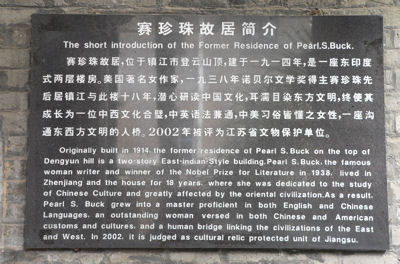 赛珍珠故居简介
The short introduction of the Former Residence of Pearl.S.Buck.
赛珍珠故居,位于镇江市登云山顶,建于一九一四年,是一座东印度
式两层楼房。美国著名女作家,一九三八年诺贝尔文学奖得主赛珍珠先
后居镇江与此楼十八年,潜心研读中国文化,耳濡目染东方文明,终使其
成长为一位中西文化合璧,中英语法兼通,中美习俗皆懂之女性,一座沟
通东西方文明的人桥。2002年被评为江苏省文物保护单位。
Originally built in 1914, the former residence of Pearl S. Buck on the top of
Dengyun hill is a two-story East-indian-Style building.Pearl S. Buck, the famous
woman writer and winner of the Nobel Prize for Literature in 1938, lived in
Zhenjiang and the house for 18 years, where she was dedicated to the study
of Chinese Culture and greatly affected by the oriental civilization.As a result,
Pearl S. Buck grew into a master proficient in both English and Chinese
Languages, an outstanding woman versed in both Chinese and American
customs and cultures, and a human bridge linking the civilizations of the East
and West. In 2002, it is judged as cultural relic protected unit of Jiangsu.